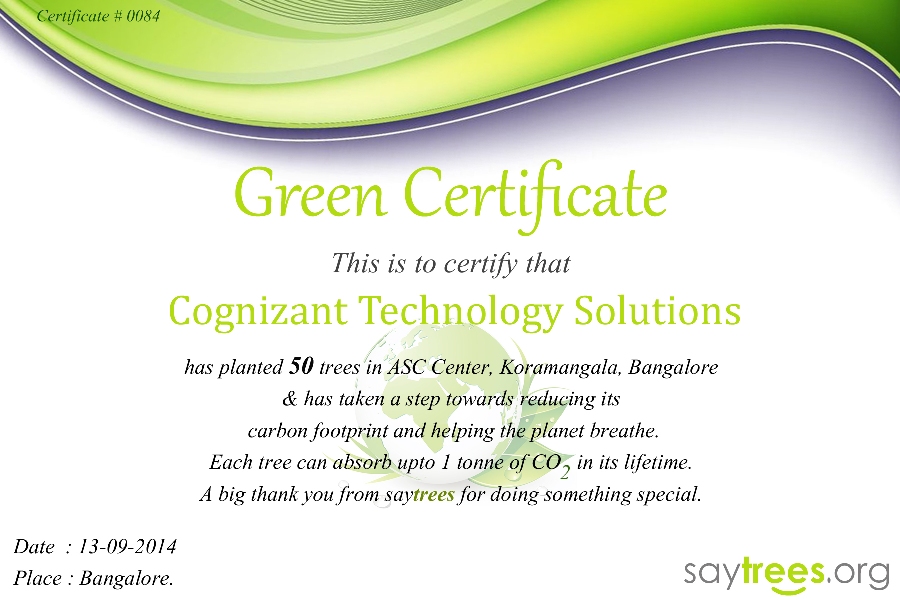 Certificate # 0084
Green Certificate
This is to certify that
Cognizant Technology Solutions
has planted 50 trees in ASC Center, Koramangala, Bangalore
& has taken a step towards reducing its
carbon footprint and helping the planet breathe.
Each tree can absorb upto 1 tonne of CO2 in its lifetime.
A big thank you from saytrees for doing something special.
Date : 13-09-2014
Place : Bangalore.
saytrees.org